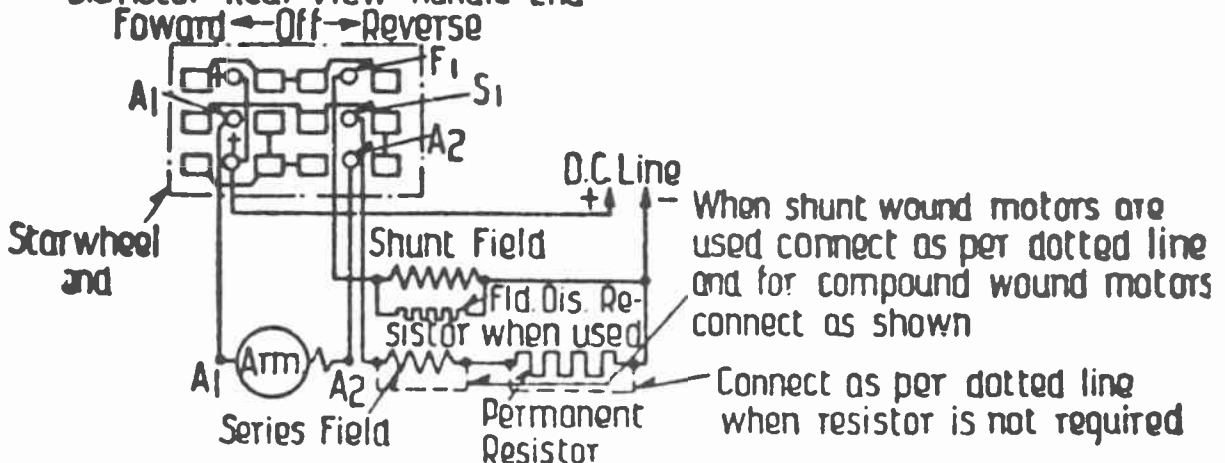 Foward Off Reverse
F1
A1
S1
A2
+
+
D.C. Line
+ -
Starwheel
and
Shunt Field
Fld. Dis. Re-
sistor when used
When shunt wound motors are
used connect as per dotted line
and for compound wound motors
connect as shown
A1 Arm A2
Series Field
Permanent
Resistor
Connect as per dotted line
when resistor is not required